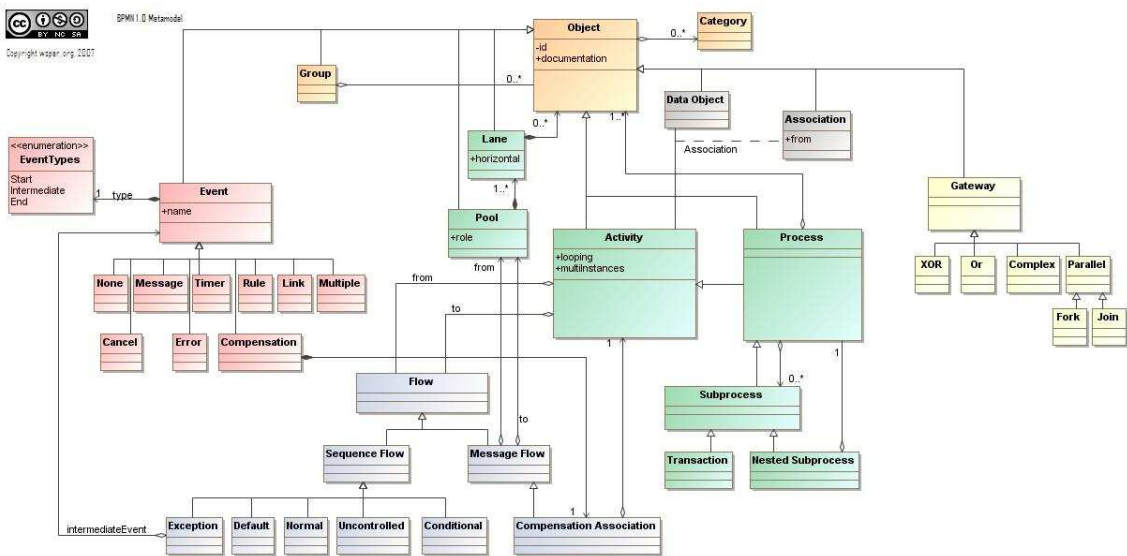 BPMN 1.0 Metamodel
cc
BY NC SA
Copyright wsper.org, 2007
Object
-id
+documentation
0..*
Category
Group
0..*
Data Object
Association
+from
Association
0..*
1..*
Lane
+horizontal
1..*
<<enumeration>>
EventTypes
Start
Intermediate
End
1
type
Event
+name
Pool
+role
from
Activity
+looping
+multiInstances
Process
Gateway
XOR
Or
Complex
Parallel
Fork
Join
None
Message
Timer
Rule
Link
Multiple
from
to
Cancel
Error
Compensation
1
1
0..*
Flow
to
Subprocess
Sequence Flow
Message Flow
Transaction
Nested Subprocess
1
intermediateEvent
Exception
Default
Normal
Uncontrolled
Conditional
Compensation Association